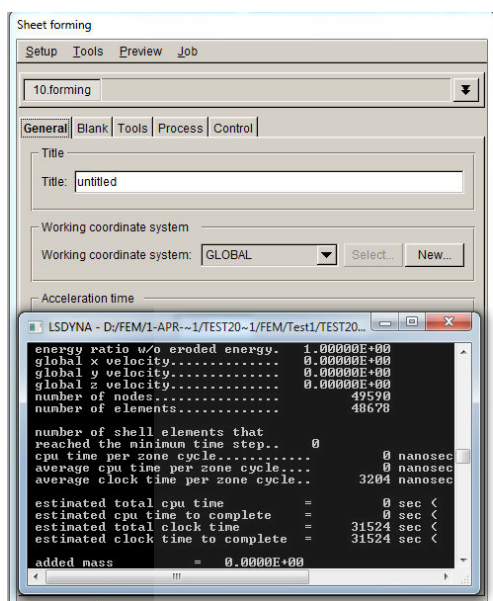 Sheet forming
Setup Tools Preview Job
10.forming
General Blank Tools Process Control
Title
Title: untitled
Working coordinate system
Working coordinate system: GLOBAL Select... New...
Acceleration time
LSDYNA - D:/FEM/1-APR-~1/TEST20~1/FEM/Test1/TEST20...
energy ratio w/o eroded energy. 1.00000E+00
global x velocity.............. 0.00000E+00
global y velocity.............. 0.00000E+00
global z velocity.............. 0.00000E+00
number of nodes................ 49590
number of elements............. 48678
number of shell elements that
reached the minimum time step.. 0
cpu time per zone cycle............ 0 nanosec
average cpu time per zone cycle.... 0 nanosec
average clock time per zone cycle.. 3204 nanosec
estimated total cpu time = 0 sec (
estimated cpu time to complete = 0 sec (
estimated total clock time = 31524 sec (
estimated clock time to complete = 31524 sec (
added mass = 0.0000E+00